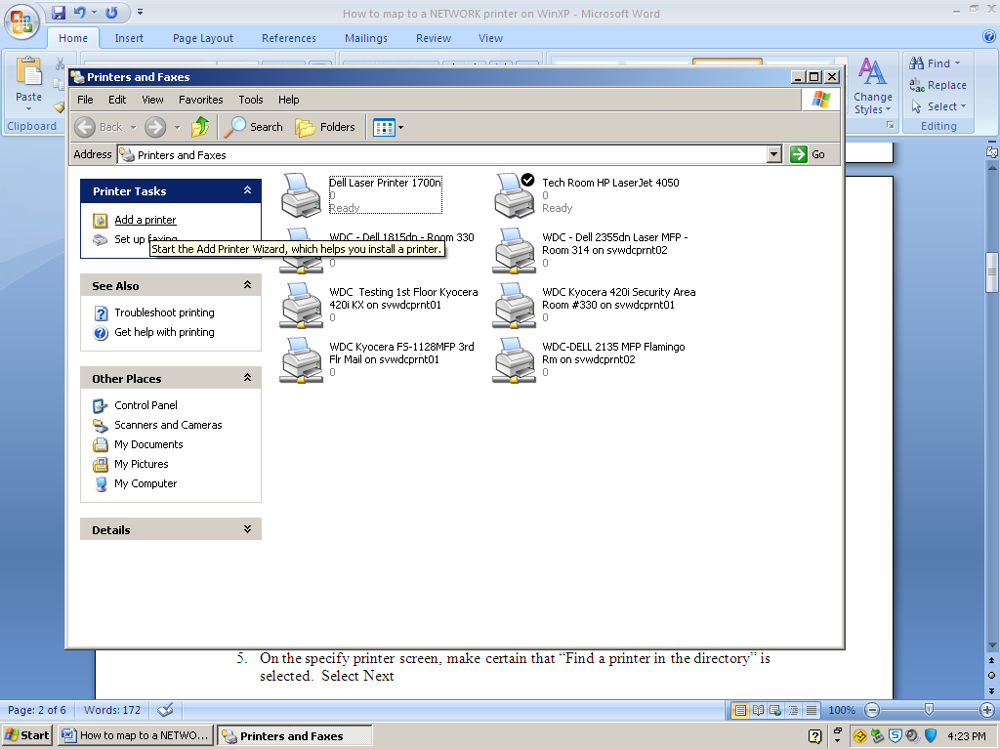 How to map to a NETWORK printer on WinXP - Microsoft Word
Home Insert Page Layout References Mailings Review View
Paste
Clipboard
Change
Styles
Find
Replace
Select
Editing
Printers and Faxes
File Edit View Favorites Tools Help
Back Search Folders
Address Printers and Faxes Go
Printer Tasks
Add a printer
Set up faxing
Start the Add Printer Wizard, which helps you install a printer.
See Also
Troubleshoot printing
Get help with printing
Other Places
Control Panel
Scanners and Cameras
My Documents
My Pictures
My Computer
Details
Dell Laser Printer 1700n
0
Ready
Tech Room HP LaserJet 4050
0
Ready
WDC - Dell 1815dn - Room 330
0
WDC - Dell 2355dn Laser MFP -
Room 314 on svwdcprnt02
0
WDC Testing 1st Floor Kyocera
420i KX on svwdcprnt01
0
WDC Kyocera 420i Security Area
Room #330 on svwdcprnt01
0
WDC Kyocera FS-1128MFP 3rd
Flr Mail on svwdcprnt01
0
WDC-DELL 2135 MFP Flamingo
Rm on svwdcprnt02
0
5. On the specify printer screen, make certain that “Find a printer in the directory” is
selected. Select Next
Page: 2 of 6 Words: 172 100%
Start How to map to a NETWO... Printers and Faxes 4:23 PM